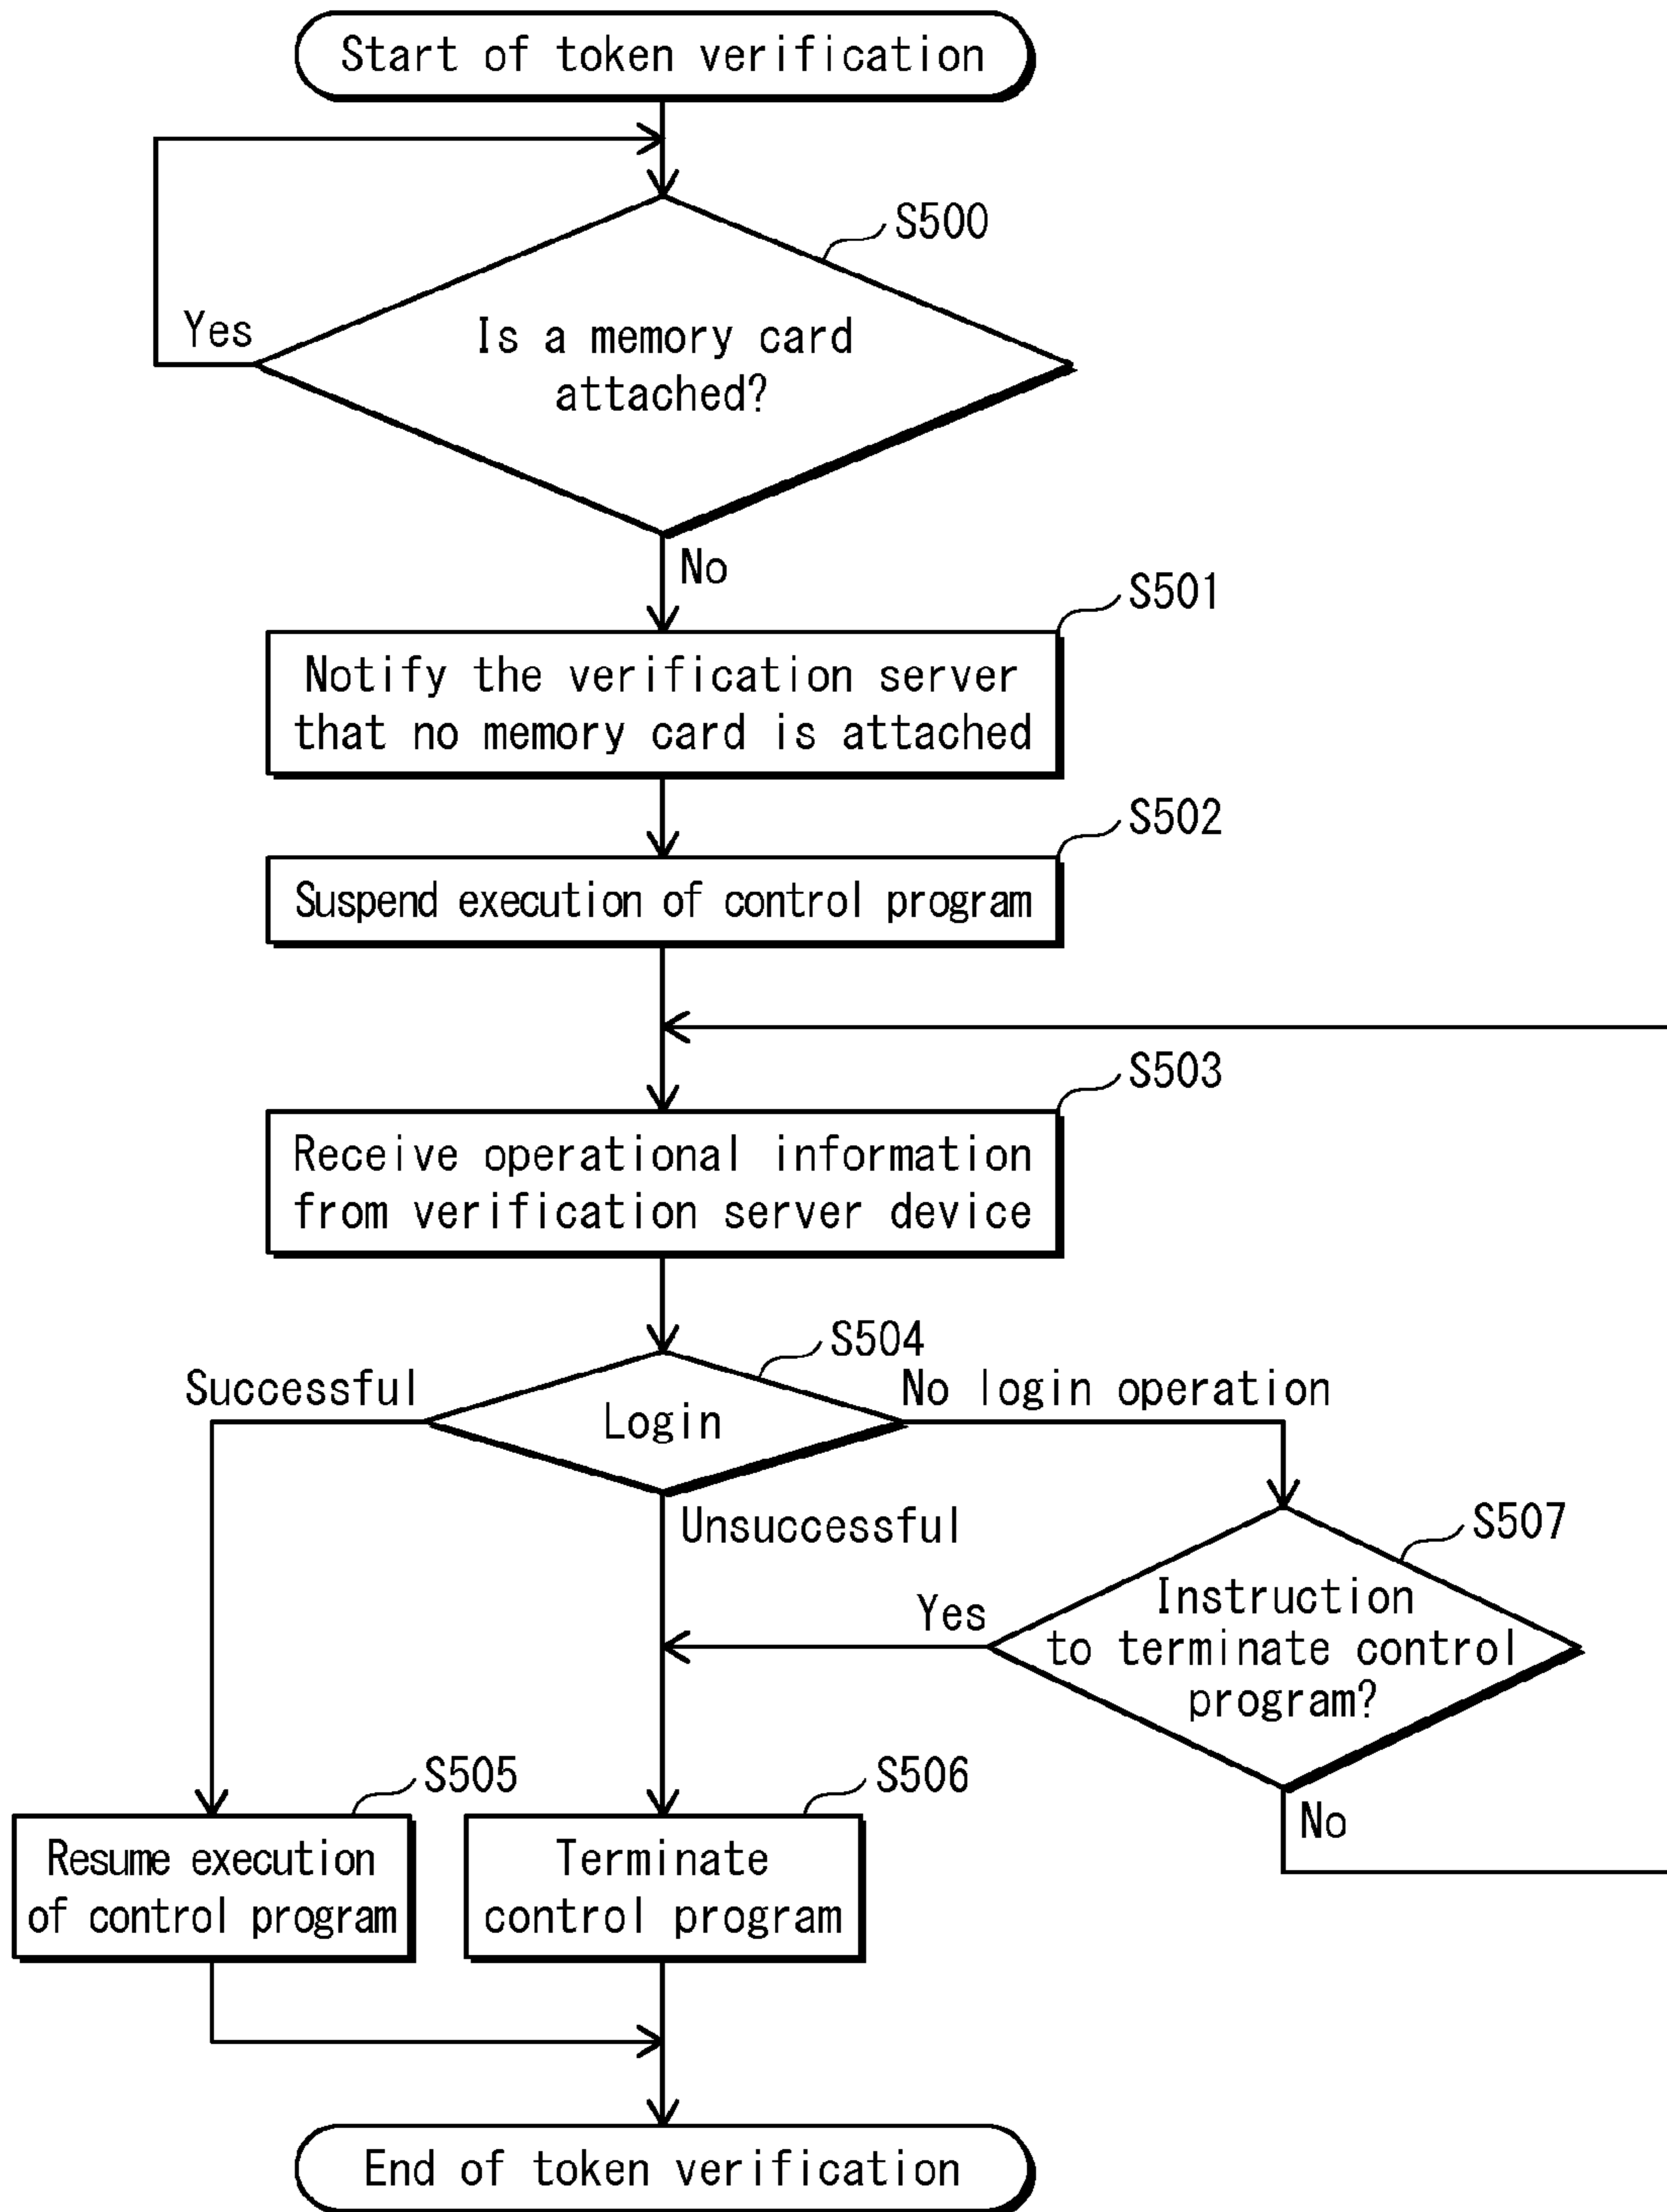 Start of token verification
S500
Yes
Is a memory card
attached?
No
S501
Notify the verification server
that no memory card is attached
S502
Suspend execution of control program
S503
Receive operational information
from verification server device
S504
Successful
No login operation
Login
Unsuccessful
S507
Yes
Instruction
to terminate control
program?
S505
S506
No
Resume execution
of control program
Terminate
control program
End of token verification